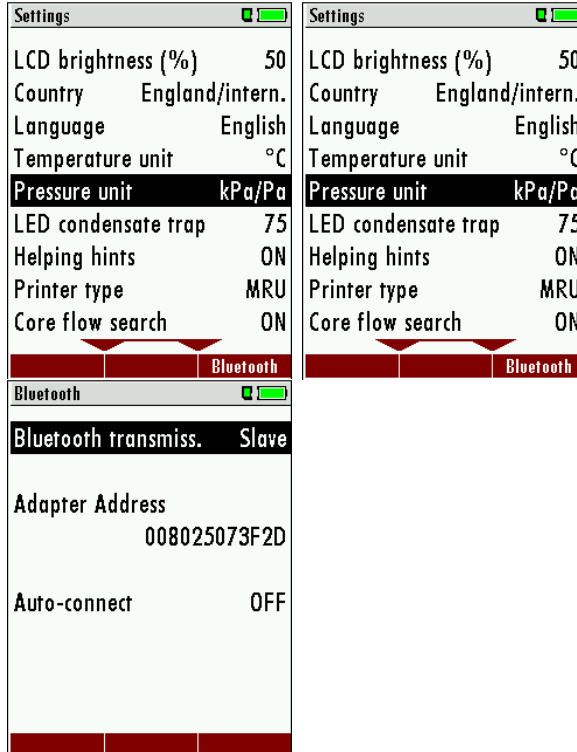 Settings
LCD brightness (%) 50
Country England/intern.
Language English
Temperature unit °C
Pressure unit kPa/Pa
LED condensate trap 75
Helping hints ON
Printer type MRU
Core flow search ON
Bluetooth
Settings
LCD brightness (%) 50
Country England/intern.
Language English
Temperature unit °C
Pressure unit kPa/Pa
LED condensate trap 75
Helping hints ON
Printer type MRU
Core flow search ON
Bluetooth
Bluetooth
Bluetooth transmiss. Slave
Adapter Address
008025073F2D
Auto-connect OFF